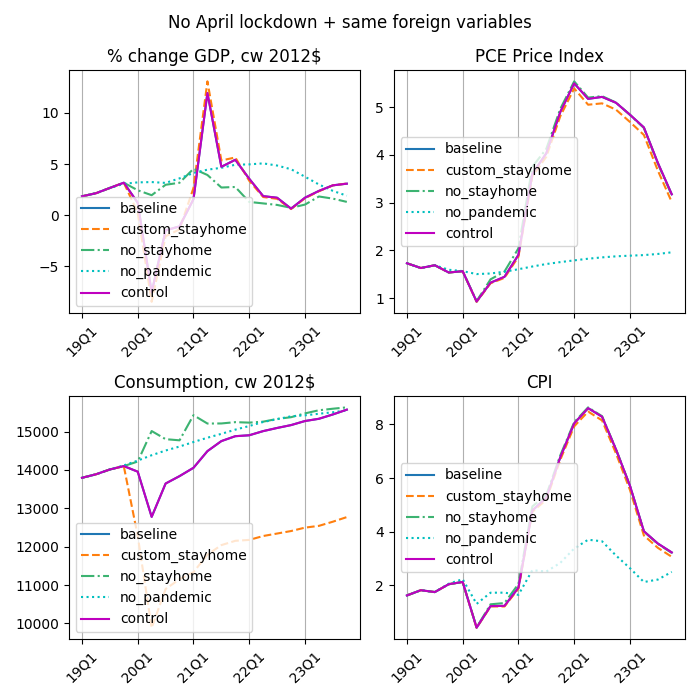 No April lockdown + same foreign variables
% change GDP, cw 2012$
10
5
0
−5
baseline
custom_stayhome
no_stayhome
no_pandemic
control
19Q1
20Q1
21Q1
22Q1
23Q1
PCE Price Index
5
4
3
2
1
baseline
custom_stayhome
no_stayhome
no_pandemic
control
19Q1
20Q1
21Q1
22Q1
23Q1
Consumption, cw 2012$
15000
14000
13000
12000
11000
10000
baseline
custom_stayhome
no_stayhome
no_pandemic
control
19Q1
20Q1
21Q1
22Q1
23Q1
CPI
8
6
4
2
baseline
custom_stayhome
no_stayhome
no_pandemic
control
19Q1
20Q1
21Q1
22Q1
23Q1